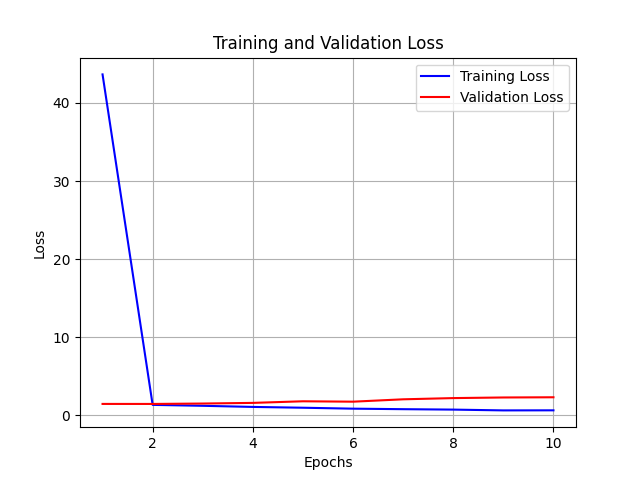 Training and Validation Loss
Training Loss
Validation Loss
40
30
20
10
0
Loss
2 4 6 8 10
Epochs